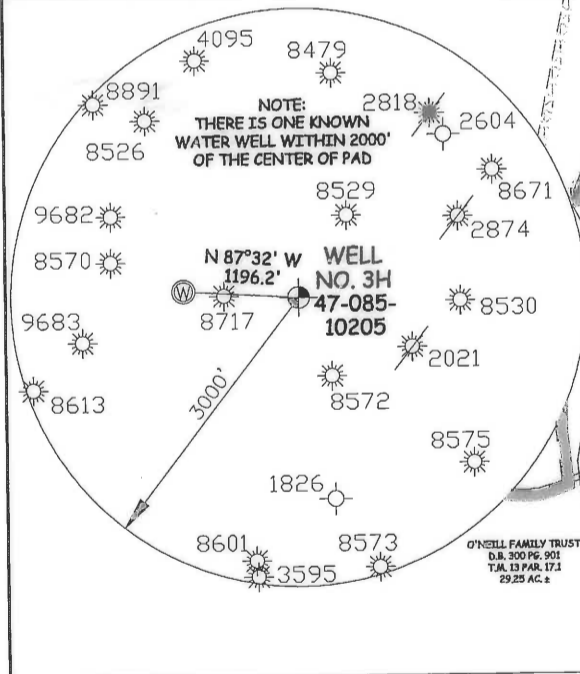 4095
8479
8891
2818
NOTE:
THERE IS ONE KNOWN
WATER WELL WITHIN 2000'
OF THE CENTER OF PAD
2604
8526
8671
8529
9682
2874
N 87°32' W
1196.2'
WELL
NO. 3H
47-085-
10205
8570
W
8717
8530
9683
2021
8572
8613
3000'
8575
1826
8601
8573
3595
O'NEILL FAMILY TRUST
D.B. 300 PG. 901
T.M. 13 PAR. 17.1
29.25 AC. ±